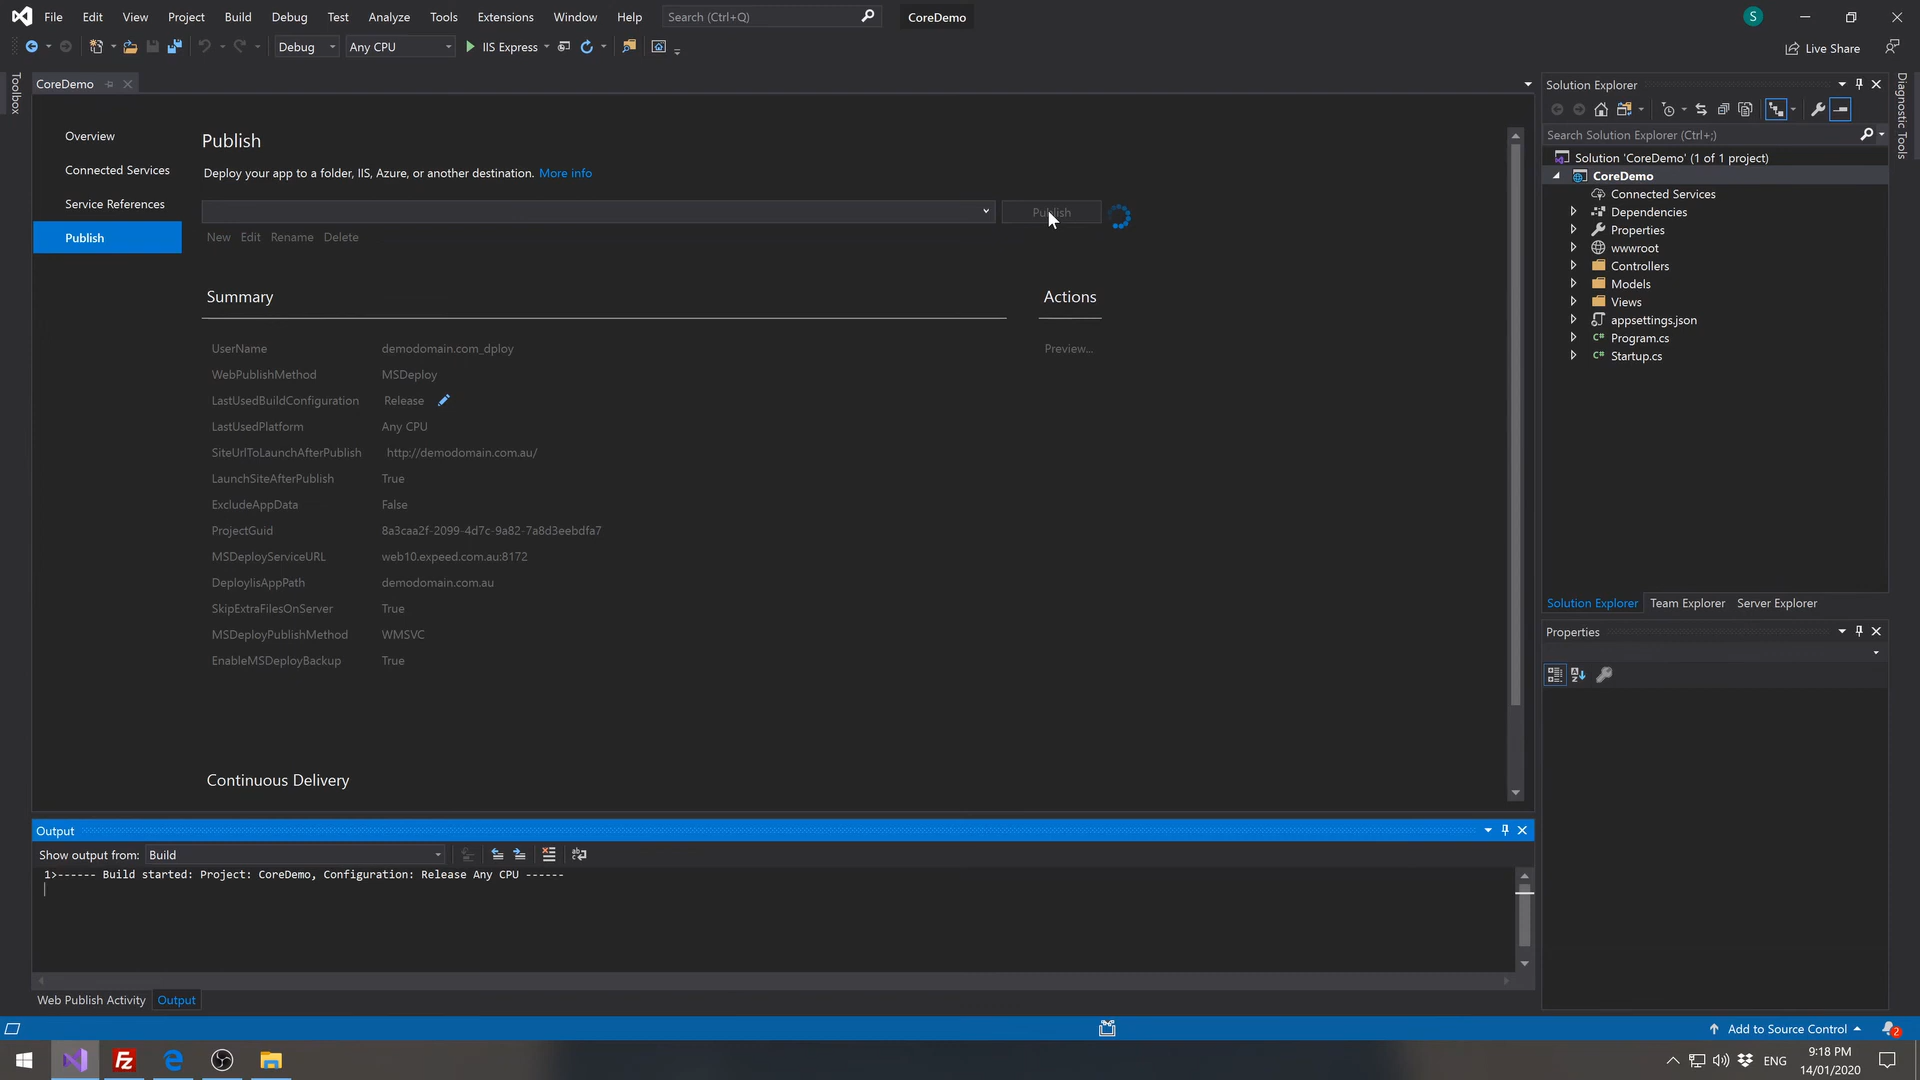 File Edit View Project Build Debug Test Analyze Tools Extensions Window Help Search (Ctrl+Q) CoreDemo S
Debug Any CPU IIS Express Live Share
Toolbox
CoreDemo
Overview
Connected Services
Service References
Publish
Publish
Deploy your app to a folder, IIS, Azure, or another destination. More info
Publish
New Edit Rename Delete
Summary
UserName demodomain.com_dploy
WebPublishMethod MSDeploy
LastUsedBuildConfiguration Release
LastUsedPlatform Any CPU
SiteUrlToLaunchAfterPublish http://demodomain.com.au/
LaunchSiteAfterPublish True
ExcludeAppData False
ProjectGuid 8a3caa2f-2099-4d7c-9a82-7a8d3eebdfa7
MSDeployServiceURL web10.expeed.com.au:8172
DeployIisAppPath demodomain.com.au
SkipExtraFilesOnServer True
MSDeployPublishMethod WMSVC
EnableMSDeployBackup True
Actions
Preview...
Continuous Delivery
Output
Show output from: Build
1>------ Build started: Project: CoreDemo, Configuration: Release Any CPU ------
Web Publish Activity Output
Solution Explorer
Search Solution Explorer (Ctrl+;)
Solution 'CoreDemo' (1 of 1 project)
CoreDemo
Connected Services
Dependencies
Properties
wwwroot
Controllers
Models
Views
appsettings.json
C# Program.cs
C# Startup.cs
Solution Explorer Team Explorer Server Explorer
Properties
Diagnostic Tools
Add to Source Control 2
ENG
9:18 PM
14/01/2020